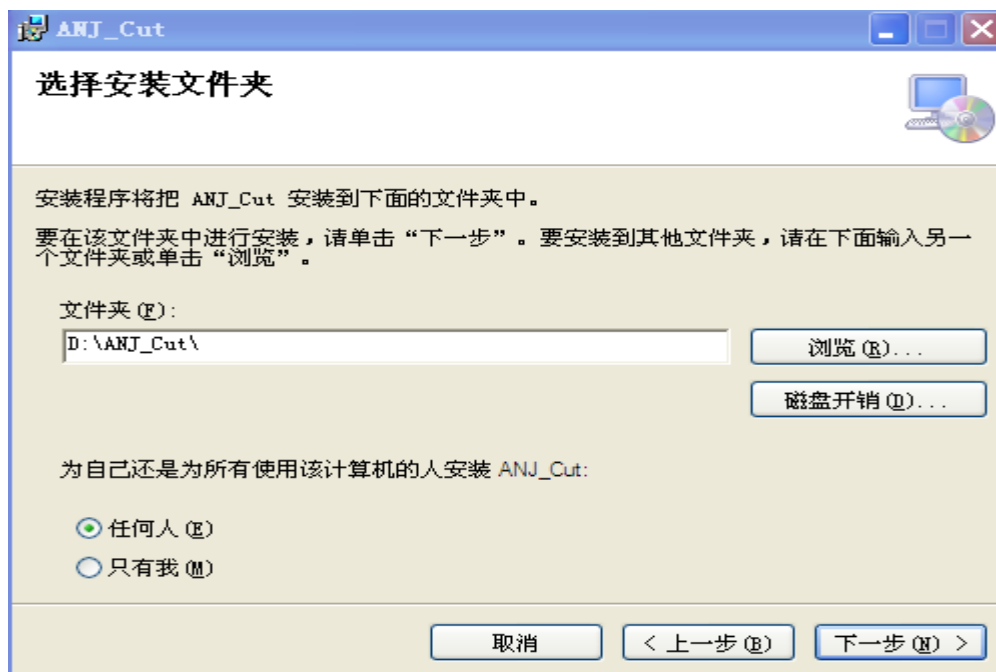 ANJ_Cut
选择安装文件夹
安装程序将把 ANJ_Cut 安装到下面的文件夹中。
要在该文件夹中进行安装，请单击“下一步”。要安装到其他文件夹，请在下面输入另一
个文件夹或单击“浏览”。
文件夹(F):
D:\ANJ_Cut\
浏览(R)...
磁盘开销(D)...
为自己还是为所有使用该计算机的人安装 ANJ_Cut:
任何人(E)
只有我(M)
取消
< 上一步(B)
下一步(N) >